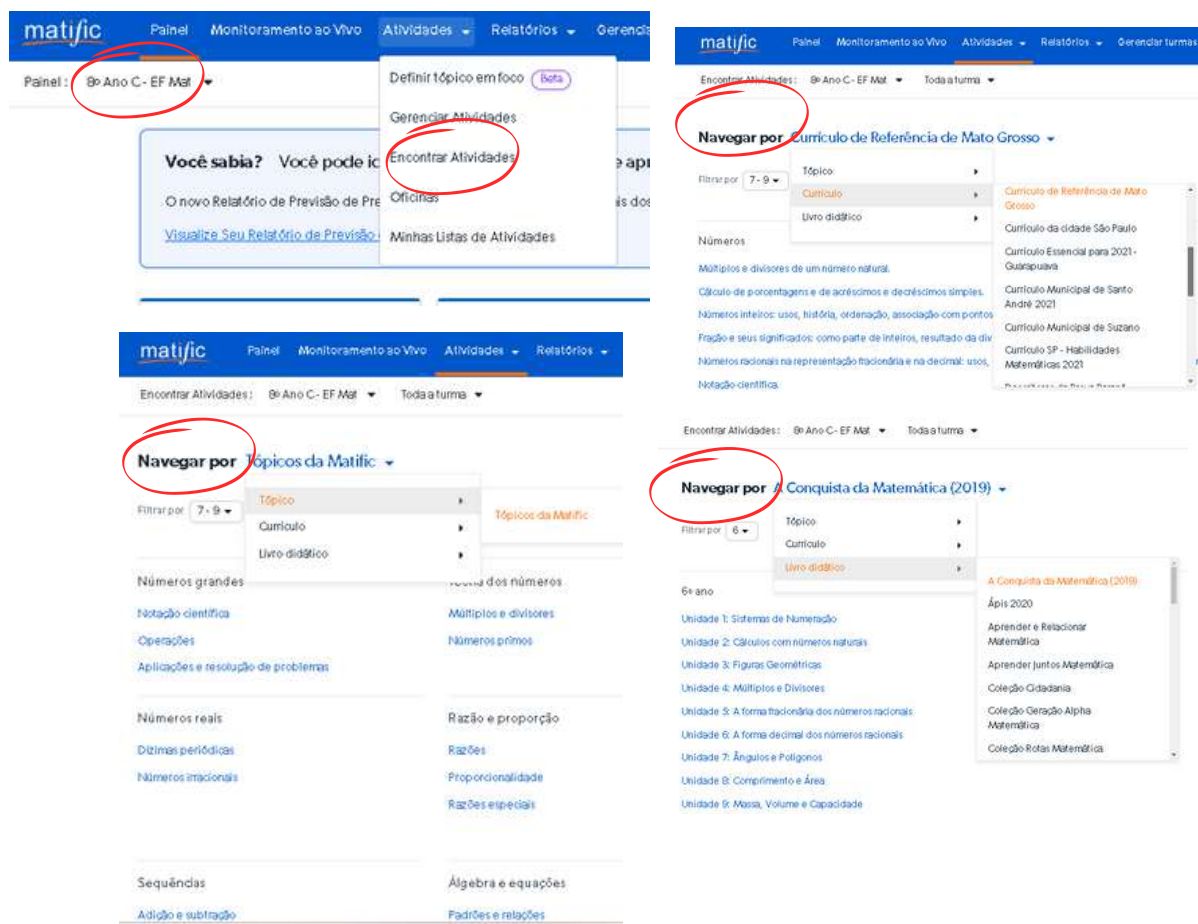 matific Painel Monitoramento ao Vivo Atividades Relatórios
Painel: 8º Ano C - EF Mat
Definir tópico em foco Beta
Gerenciar Atividades
Encontrar Atividades
Oficinas
Minhas Listas de Atividades
Você sabia? Você pode
O novo Relatório de Previsão de
Visualize Seu Relatório de Previsão
matific Painel Monitoramento ao Vivo Atividades Relatórios Gerenciar turmas
Encontrar Atividades: 8º Ano C - EF Mat Toda a turma
Navegar por Currículo de Referência de Mato Grosso
Filtrar por 7 - 9
Tópico
Currículo
Livro didático
Currículo de Referência de Mato
Grosso
Currículo da cidade São Paulo
Currículo Essencial para 2021 -
Guarapuava
Currículo Municipal de Santo
André 2021
Currículo Municipal de Suzano
Currículo SP - Habilidades
Matemáticas 2021
Números
Múltiplos e divisores de um número natural.
Cálculo de porcentagens e de acréscimos e decréscimos simples.
Números inteiros: usos, história, ordenação, associação com pontos
Fração e seus significados: como parte de inteiros, resultado da
Números racionais na representação fracionária e na decimal: usos,
Notação científica
matific Painel Monitoramento ao Vivo Atividades Relatórios
Encontrar Atividades: 8º Ano C - EF Mat Toda a turma
Navegar por Tópicos da Matific
Filtrar por 7 - 9
Tópico
Currículo
Livro didático
Tópicos da Matific
Números grandes
Notação científica
Operações
Aplicações e resolução de problemas
dos números
Múltiplos e divisores
Números primos
Números reais
Dízimas periódicas
Números irracionais
Razão e proporção
Razões
Proporcionalidade
Razões especiais
Sequências
Adição e subtração
Álgebra e equações
Padrões e relações
Encontrar Atividades: 8º Ano C - EF Mat Toda a turma
Navegar por A Conquista da Matemática (2019)
Filtrar por 6
Tópico
Currículo
Livro didático
A Conquista da Matemática (2019)
Ápis 2020
Aprender e Relacionar
Matemática
Aprender Juntos Matemática
Coleção Cidadania
Coleção Geração Alpha
Matemática
Coleção Rotas Matemática
6º ano
Unidade 1: Sistemas de Numeração
Unidade 2: Cálculos com números naturais
Unidade 3: Figuras Geométricas
Unidade 4: Múltiplos e Divisores
Unidade 5: A forma fracionária dos números racionais
Unidade 6: A forma decimal dos números racionais
Unidade 7: Ângulos e Polígonos
Unidade 8: Comprimento e Área
Unidade 9: Massa, Volume e Capacidade